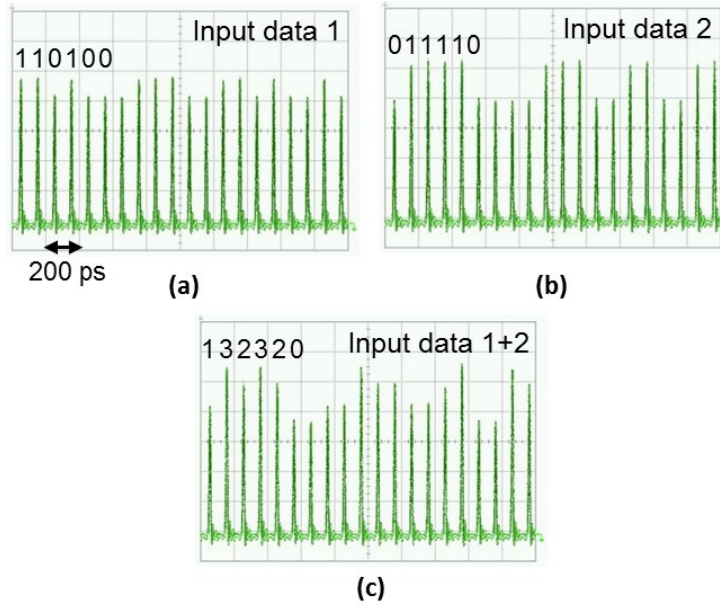 Input data 1
110100
200 ps
(a)
Input data 2
011110
(b)
Input data 1+2
132320
(c)